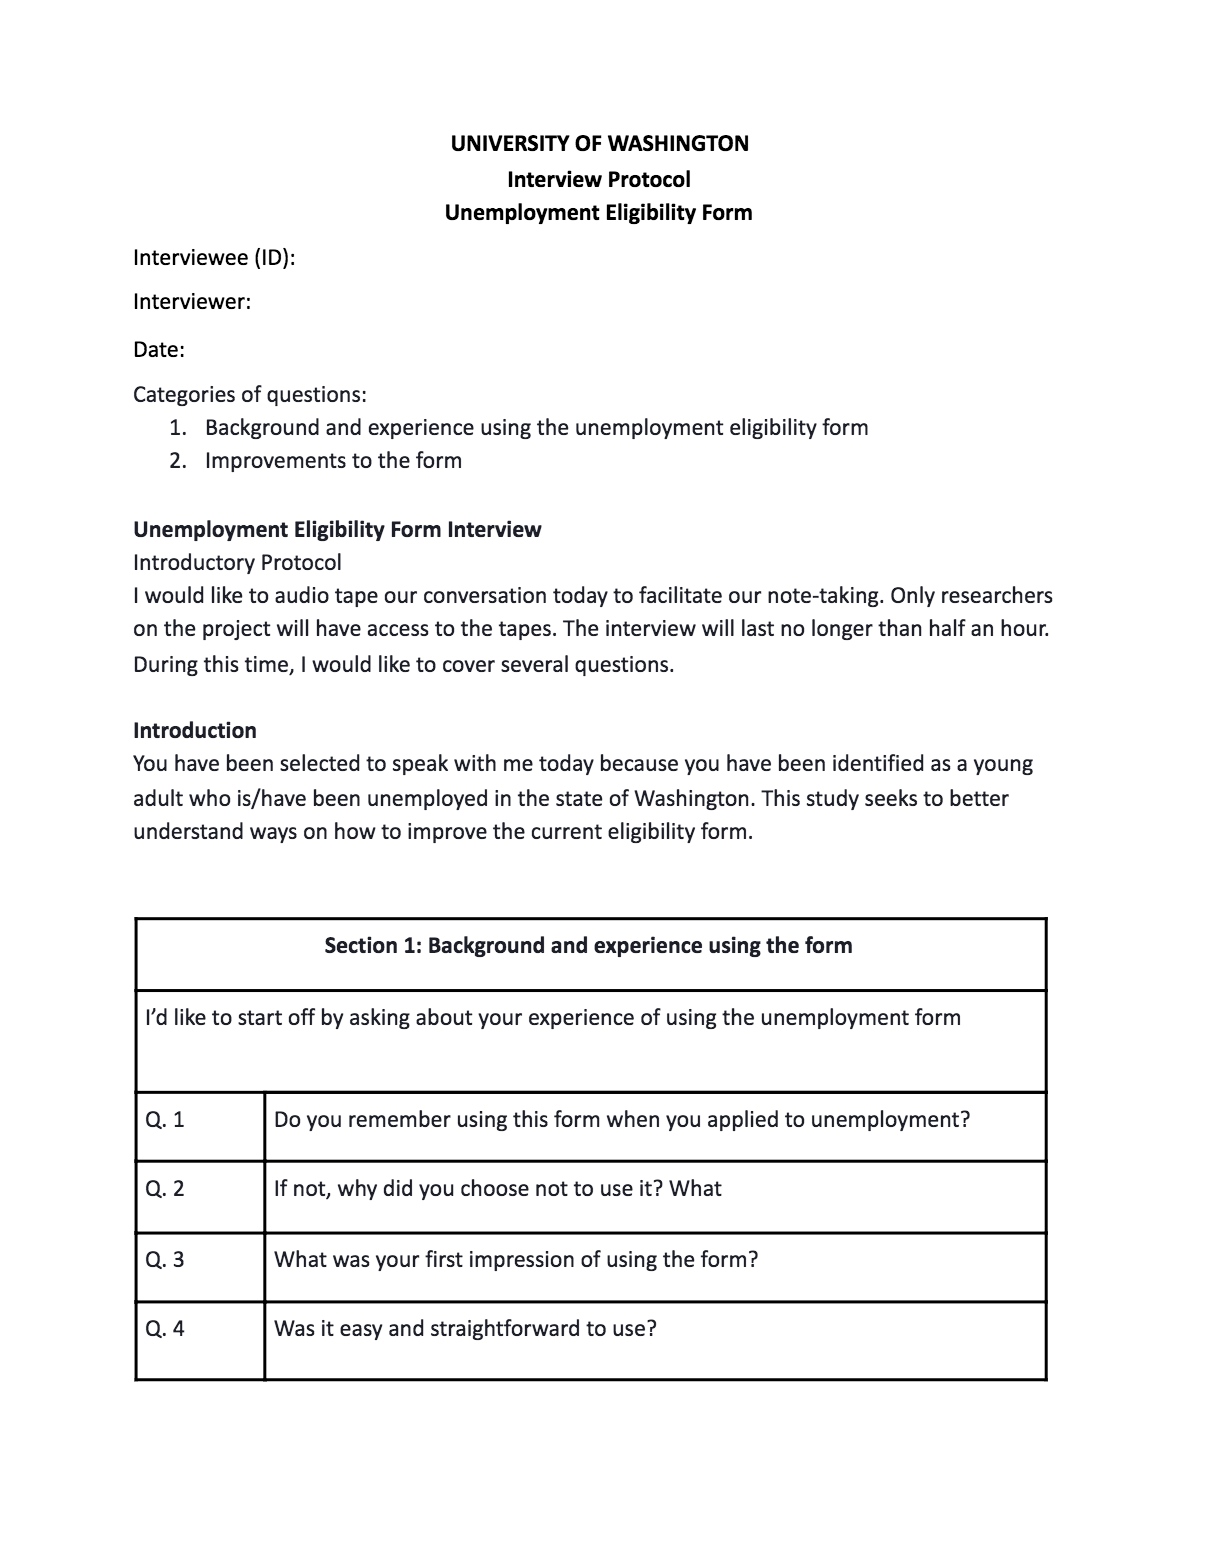 UNIVERSITY OF WASHINGTON
Interview Protocol
Unemployment Eligibility Form
Interviewee (ID):
Interviewer:
Date:
Categories of questions:
1. Background and experience using the unemployment eligibility form
2. Improvements to the form
Unemployment Eligibility Form Interview
Introductory Protocol
I would like to audio tape our conversation today to facilitate our note-taking. Only researchers
on the project will have access to the tapes. The interview will last no longer than half an hour.
During this time, I would like to cover several questions.
Introduction
You have been selected to speak with me today because you have been identified as a young
adult who is/have been unemployed in the state of Washington. This study seeks to better
understand ways on how to improve the current eligibility form.
Section 1: Background and experience using the form
I’d like to start off by asking about your experience of using the unemployment form
Q. 1 Do you remember using this form when you applied to unemployment?
Q. 2 If not, why did you choose not to use it? What
Q. 3 What was your first impression of using the form?
Q. 4 Was it easy and straightforward to use?